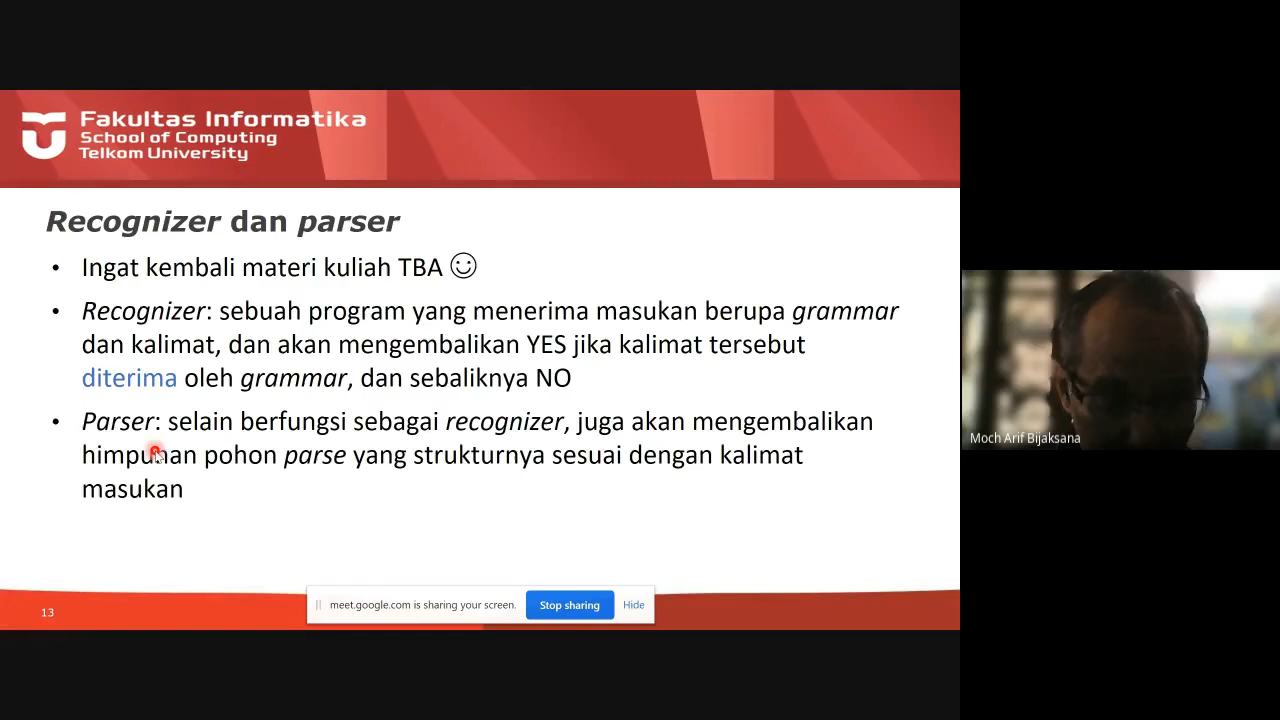 Fakultas Informatika
School of Computing
Telkom University
Recognizer dan parser
• Ingat kembali materi kuliah TBA ☺
• Recognizer: sebuah program yang menerima masukan berupa grammar
dan kalimat, dan akan mengembalikan YES jika kalimat tersebut
diterima oleh grammar, dan sebaliknya NO
• Parser: selain berfungsi sebagai recognizer, juga akan mengembalikan
himpunan pohon parse yang strukturnya sesuai dengan kalimat
masukan
Moch Arif Bijaksana
13
meet.google.com is sharing your screen.
Stop sharing
Hide